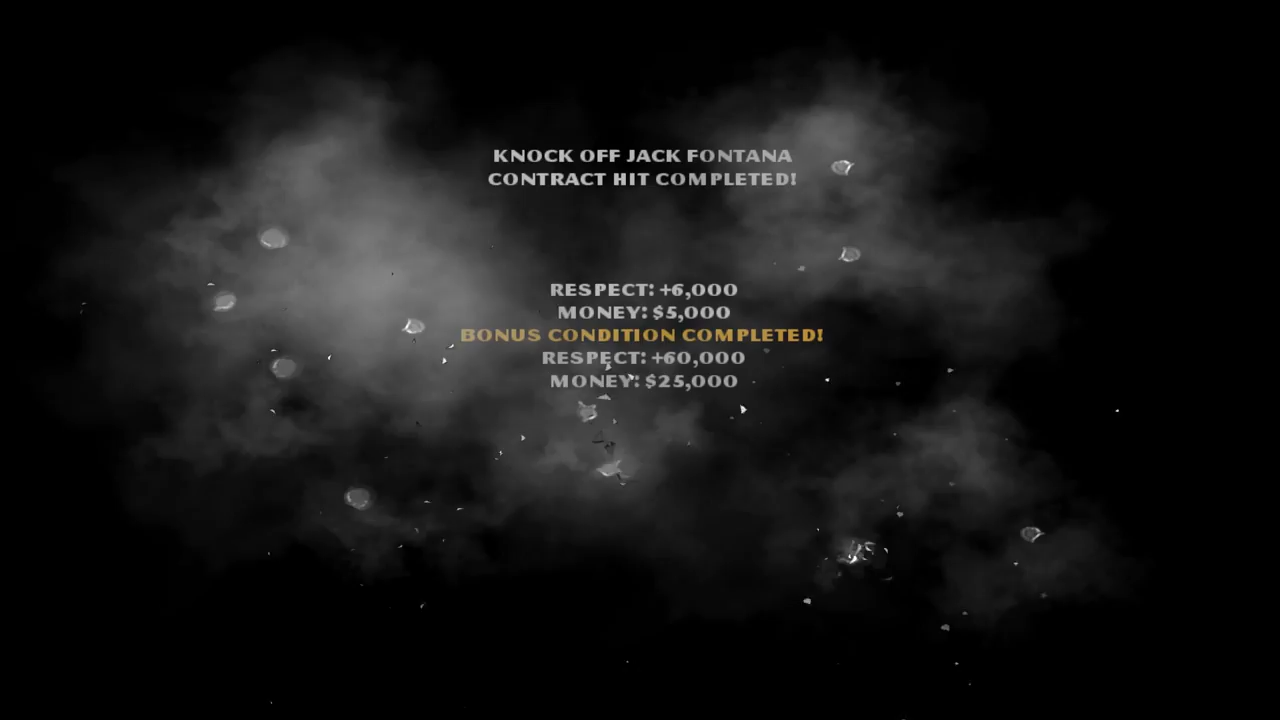 KNOCK OFF JACK FONTANA
CONTRACT HIT COMPLETED!
RESPECT: +6,000
MONEY: $5,000
BONUS CONDITION COMPLETED!
RESPECT: +60,000
MONEY: $25,000